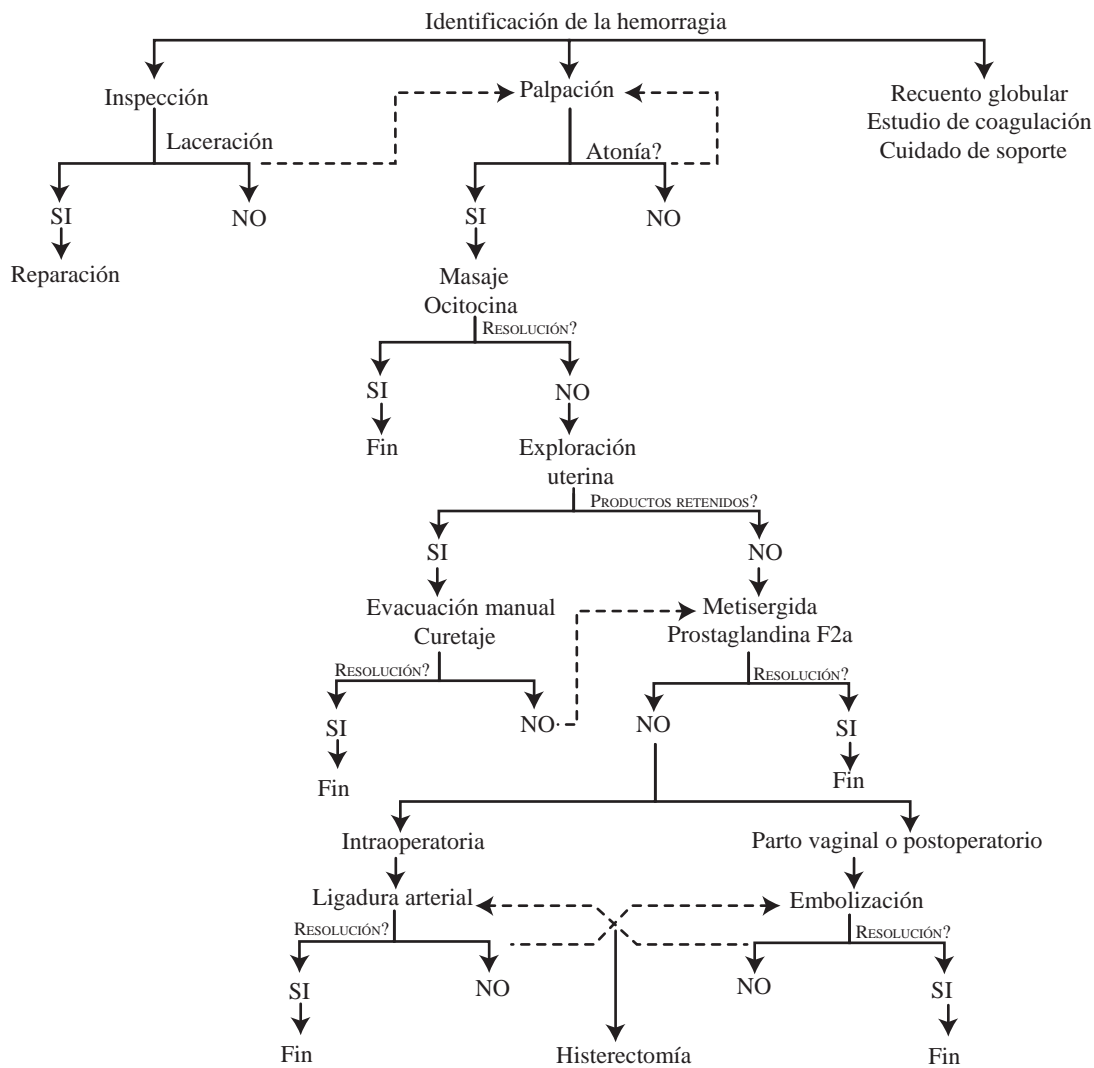 Identificación de la hemorragia
Inspección
Palpación
Recuento globular
Estudio de coagulación
Cuidado de soporte
Laceración
Atonía?
SI
NO
SI
NO
Reparación
Masaje
Ocitocina
Resolución?
SI
NO
Fin
Exploración
uterina
Productos retenidos?
SI
NO
Evacuación manual
Curetaje
Metisergida
Prostaglandina F2a
Resolución?
Resolución?
SI
NO
NO
SI
Fin
Fin
Intraoperatoria
Parto vaginal o postoperatorio
Ligadura arterial
Embolización
Resolución?
Resolución?
SI
NO
NO
SI
Fin
Histerectomía
Fin